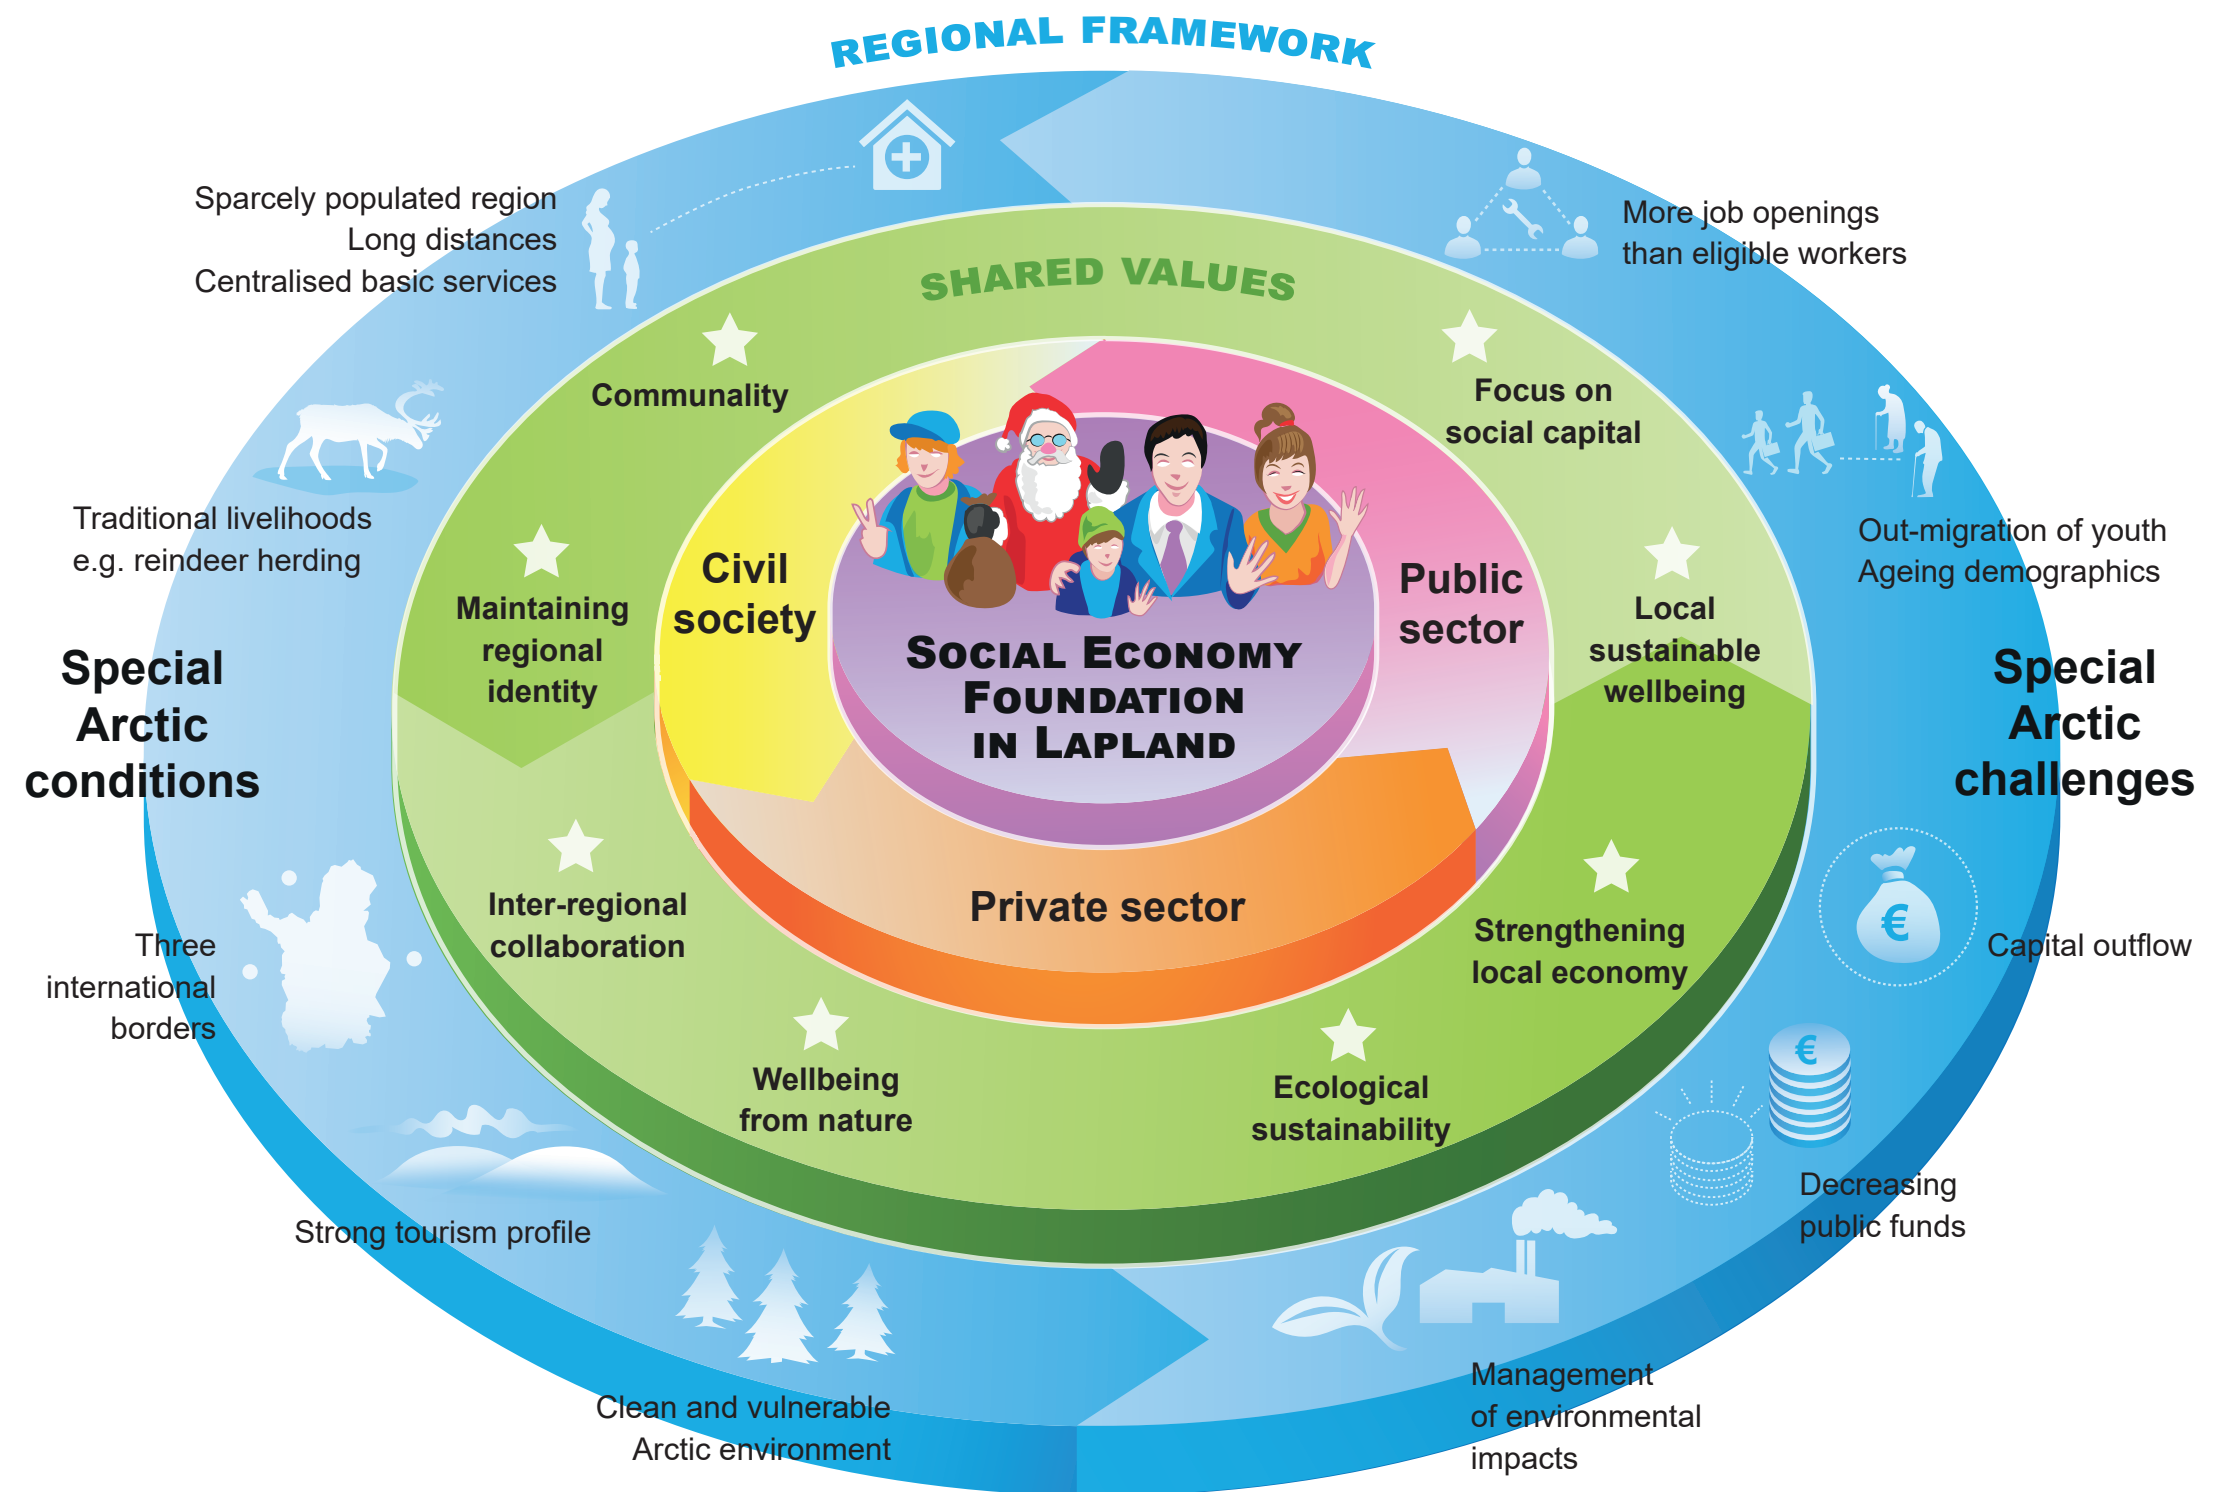 REGIONAL FRAMEWORK
Sparcely populated region
Long distances
Centralised basic services
More job openings
than eligible workers
SHARED VALUES
Communality
Focus on
social capital
Traditional livelihoods
e.g. reindeer herding
Out-migration of youth
Ageing demographics
Maintaining
regional
identity
Civil
society
Public
sector
Local
sustainable
wellbeing
SOCIAL ECONOMY
FOUNDATION
IN LAPLAND
Special
Arctic
conditions
Special
Arctic
challenges
Inter-regional
collaboration
Private sector
Strengthening
local economy
€
Capital outflow
Three
international
borders
€
Wellbeing
from nature
Ecological
sustainability
Decreasing
public funds
Strong tourism profile
Clean and vulnerable
Arctic environment
Management
of environmental
impacts